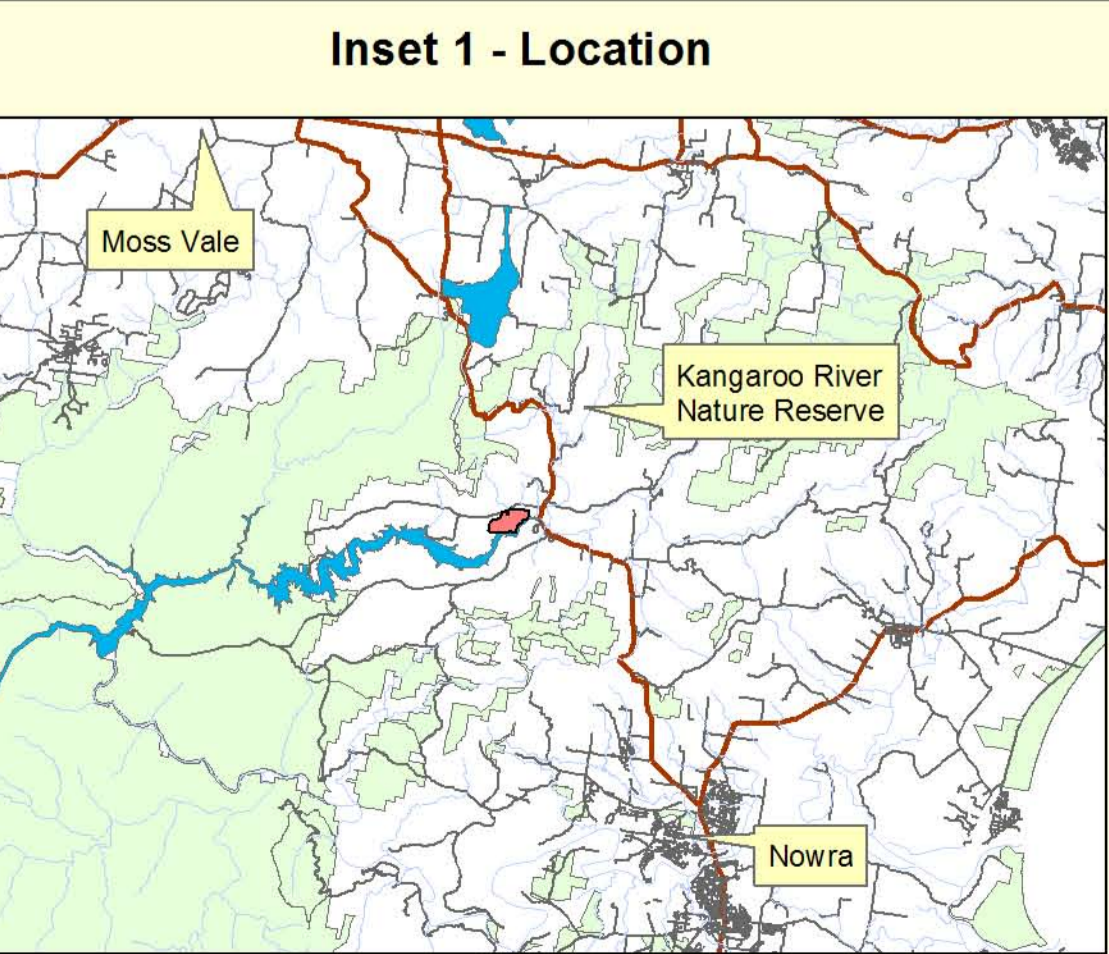 Inset 1 - Location
Moss Vale
Kangaroo River
Nature Reserve
Nowra